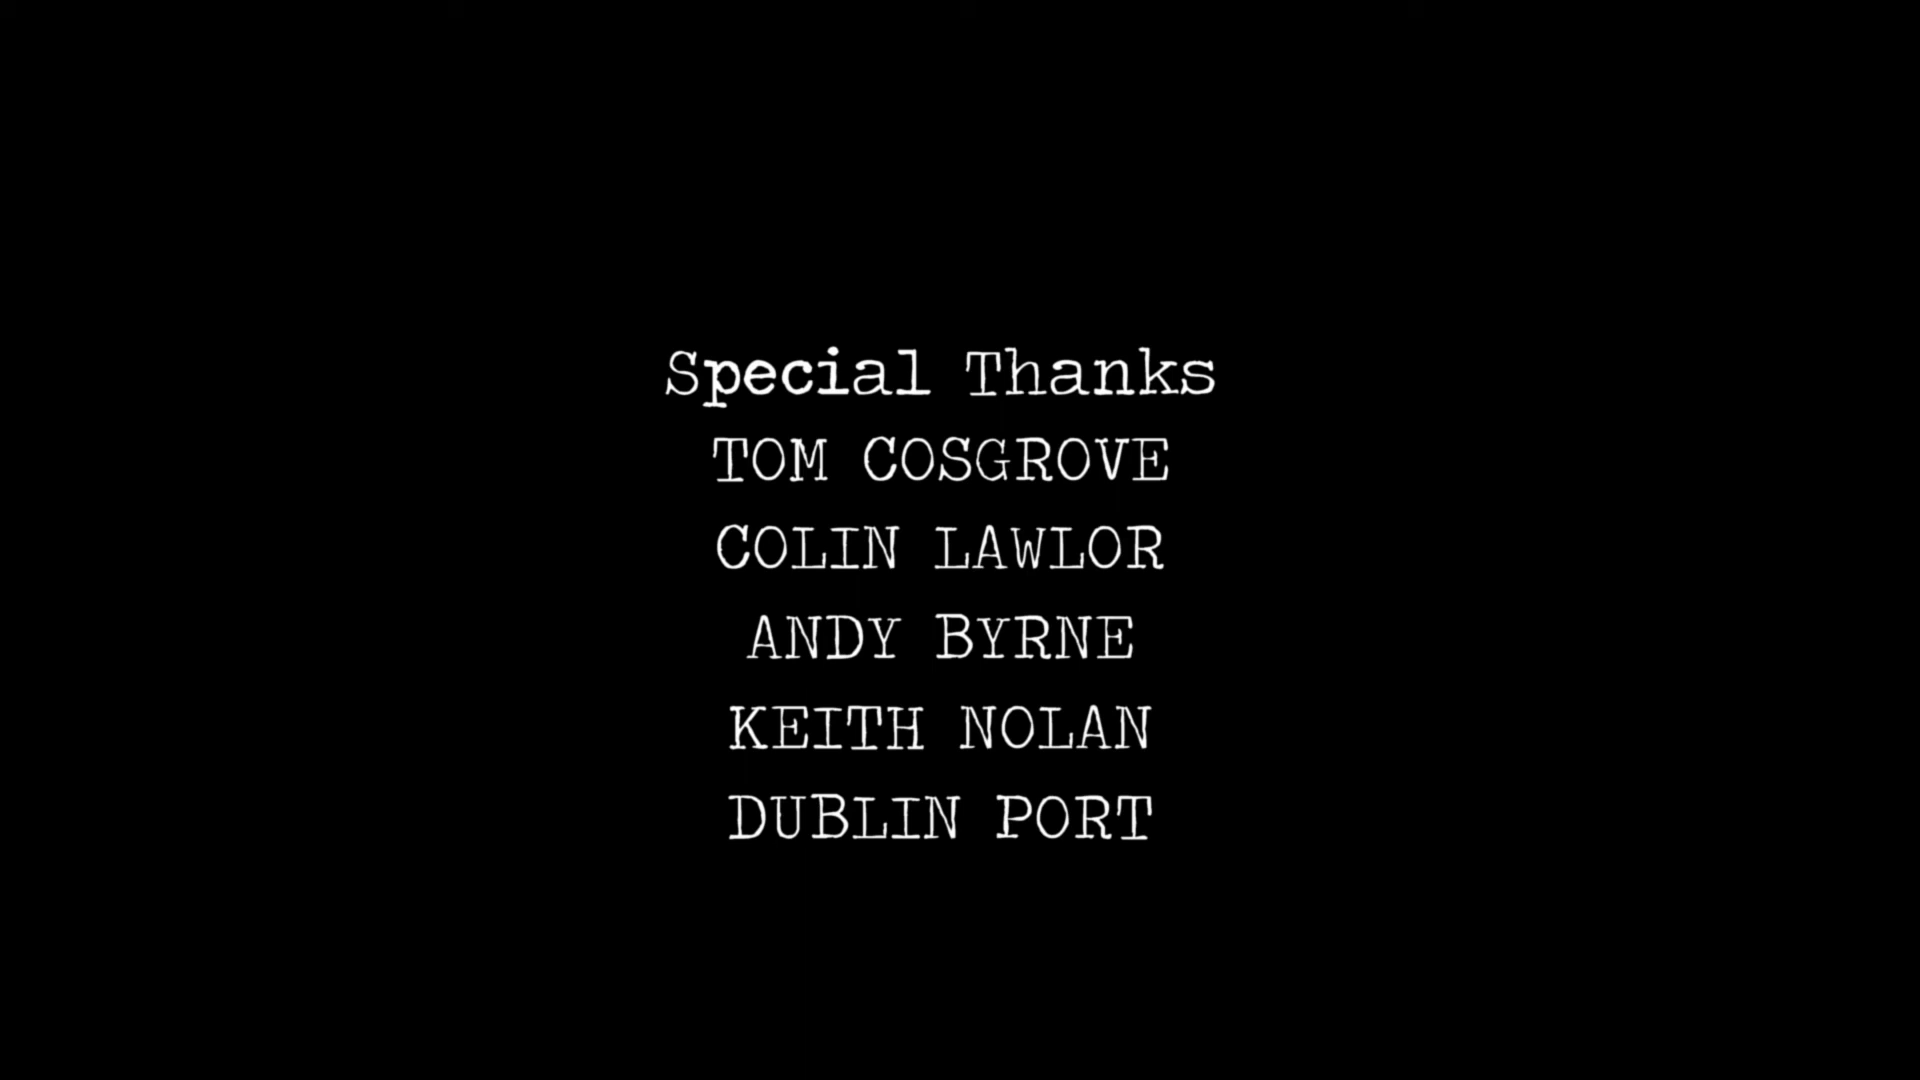 Special Thanks
TOM COSGROVE
COLIN LAWLOR
ANDY BYRNE
KEITH NOLAN
DUBLIN PORT